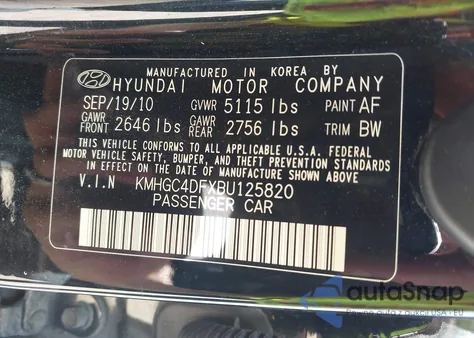 MANUFACTURED IN KOREA BY
HYUNDAI MOTOR COMPANY
SEP/19/10 GVWR 5115 lbs PAINT AF
GAWR FRONT 2646 lbs GAWR REAR 2756 lbs TRIM BW
THIS VEHICLE CONFORMS TO ALL APPLICABLE U.S.A. FEDERAL
MOTOR VEHICLE SAFETY, BUMPER, AND THEFT PREVENTION STANDARDS
IN EFFECT ON THE DATE OF MANUFACTURE SHOWN ABOVE.
V.I.N KMHGC4DFXBU125820
PASSENGER CAR
autoSnap